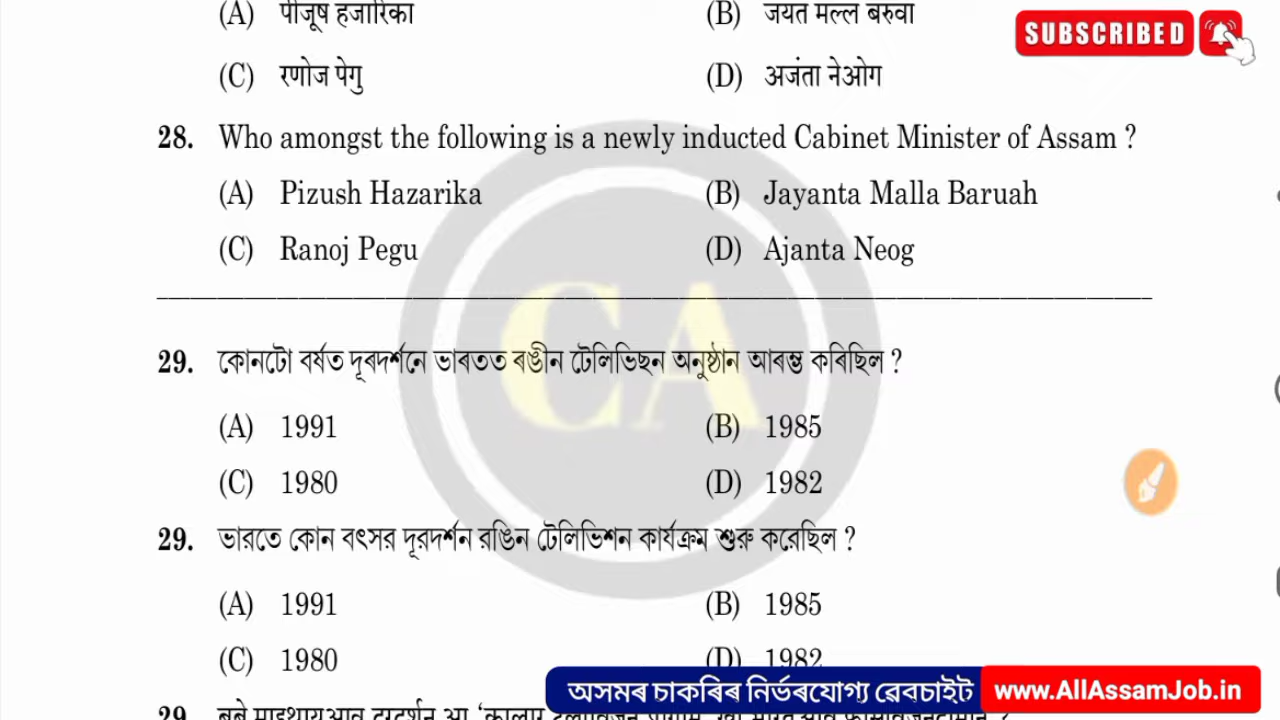 (A) पीजूष हजारिका (B) जयंत मल्ल बरुवा
SUBSCRIBED
(C) रणोज पेगु (D) अजंता नेओग
28. Who amongst the following is a newly inducted Cabinet Minister of Assam ?
(A) Pizush Hazarika (B) Jayanta Malla Baruah
(C) Ranoj Pegu (D) Ajanta Neog
CA
29. কোনটো বৰ্ষত দূৰদৰ্শনে ভাৰতত ৰঙীন টেলিভিছন অনুষ্ঠান আৰম্ভ কৰিছিল ?
(A) 1991 (B) 1985
(C) 1980 (D) 1982
29. ভারতে কোন বৎসর দূরদর্শন রঙিন টেলিভিশন কার্যক্রম শুরু করেছিল ?
(A) 1991 (B) 1985
(C) 1980 (D) 1982
অসমৰ চাকৰিৰ নিৰ্ভৰযোগ্য ৱেবচাইট www.AllAssamJob.in
29.